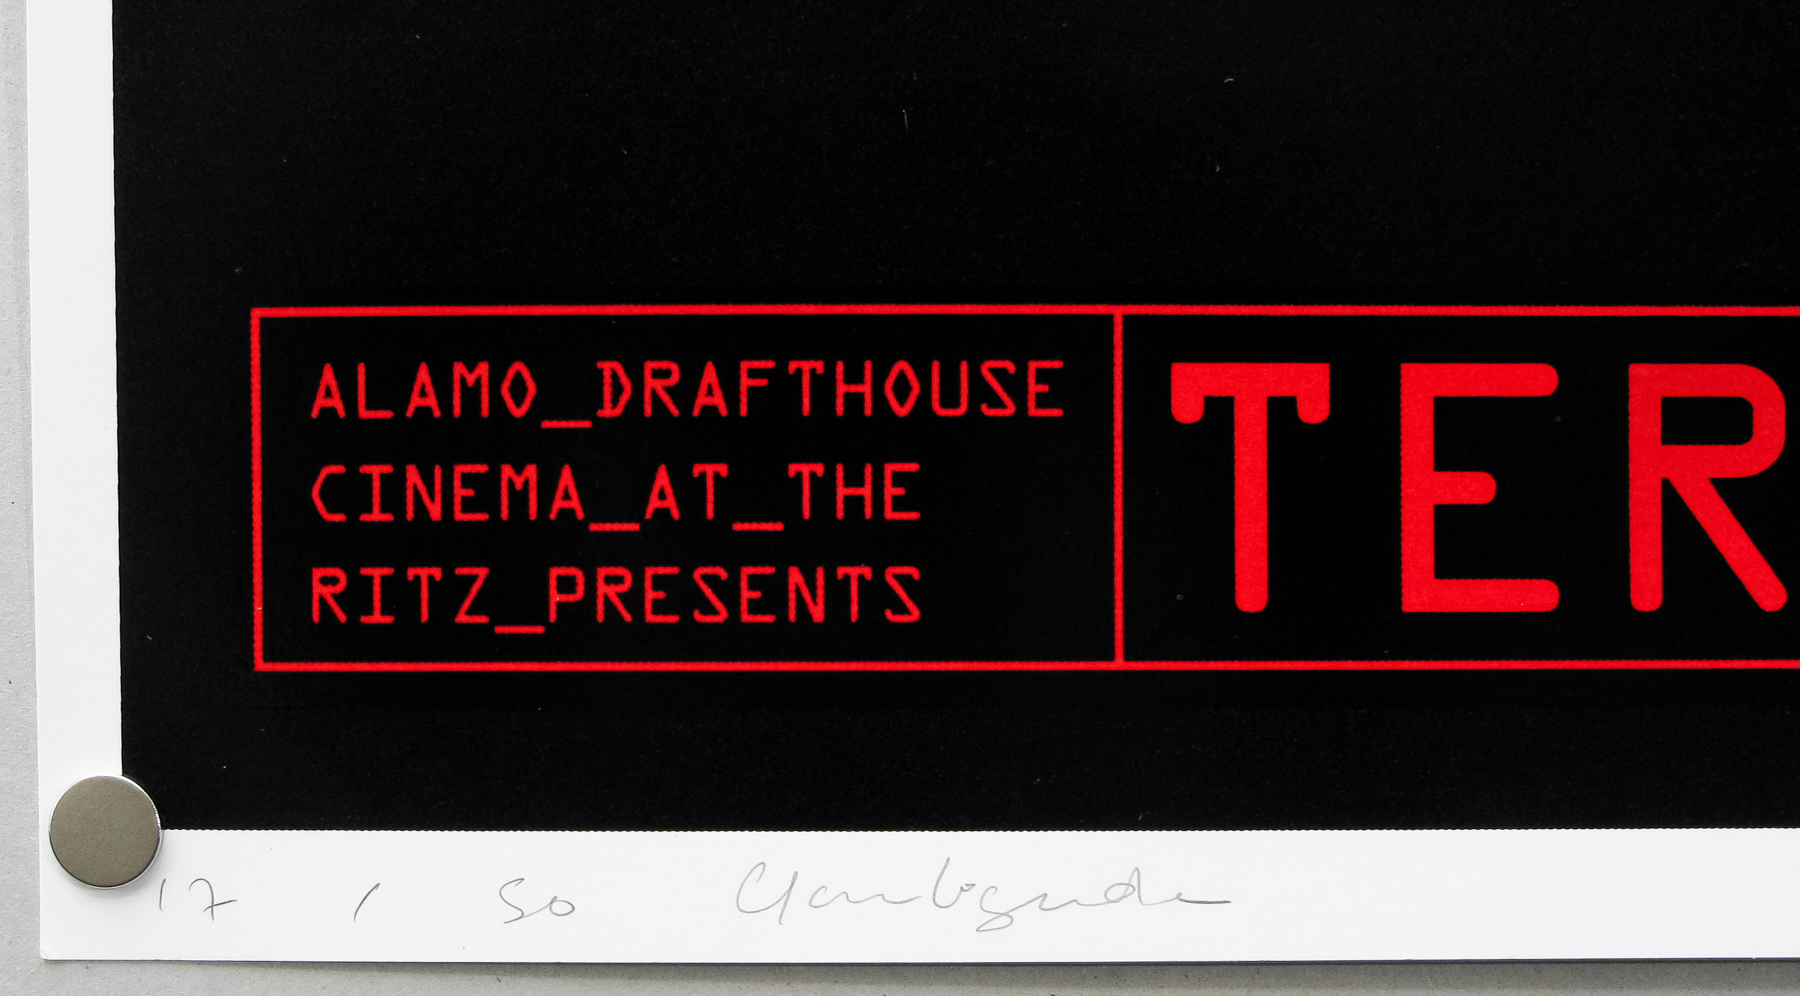 ALAMO_DRAFTHOUSE
CINEMA_AT_THE
RITZ_PRESENTS
TER
17 / 50